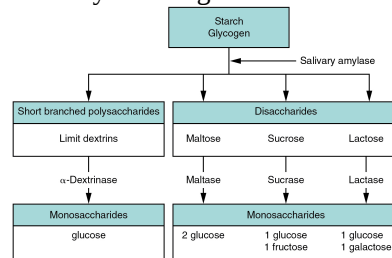 Starch
Glycogen
Salivary amylase
Short branched polysaccharides
Disaccharides
Limit dextrins
Maltose Sucrose Lactose
α-Dextrinase
Maltase Sucrase Lactase
Monosaccharides
Monosaccharides
glucose
2 glucose 1 glucose 1 glucose
1 fructose 1 galactose